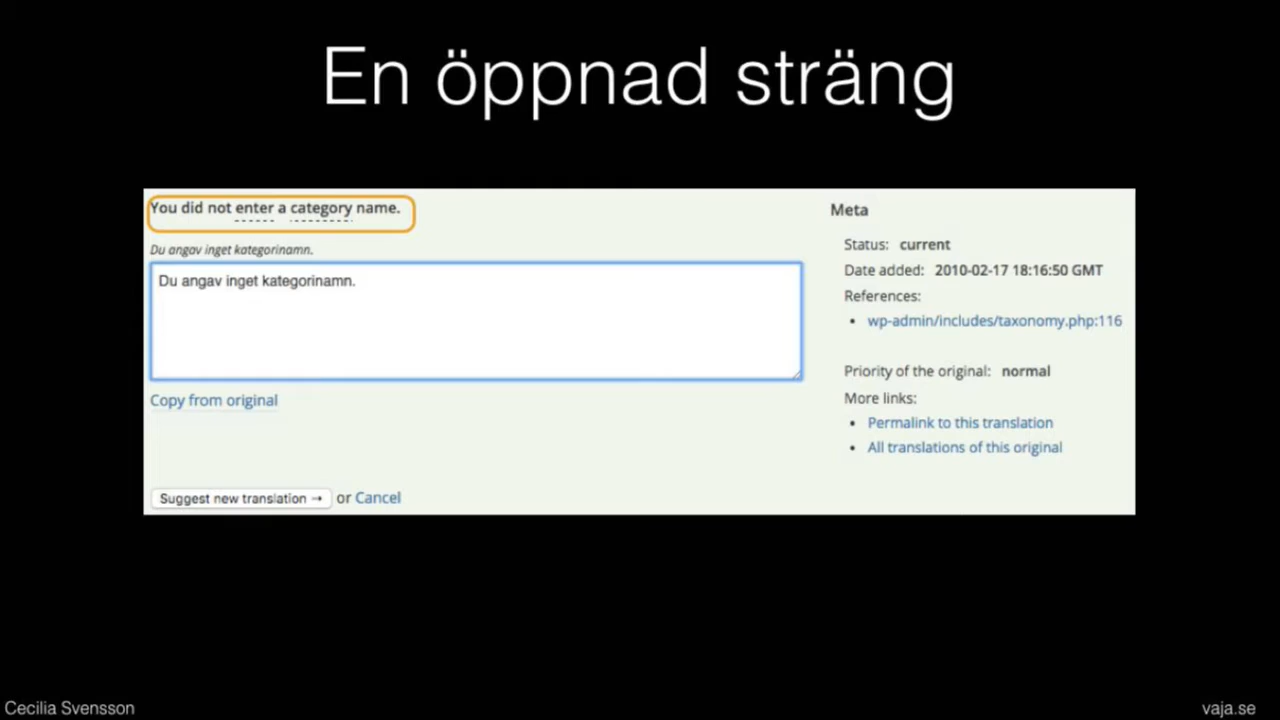 En öppnad sträng
You did not enter a category name.
Du angav inget kategorinamn.
Du angav inget kategorinamn.
Copy from original
Suggest new translation → or Cancel
Meta
Status: current
Date added: 2010-02-17 18:16:50 GMT
References:
• wp-admin/includes/taxonomy.php:116
Priority of the original: normal
More links:
• Permalink to this translation
• All translations of this original
Cecilia Svensson
vaja.se